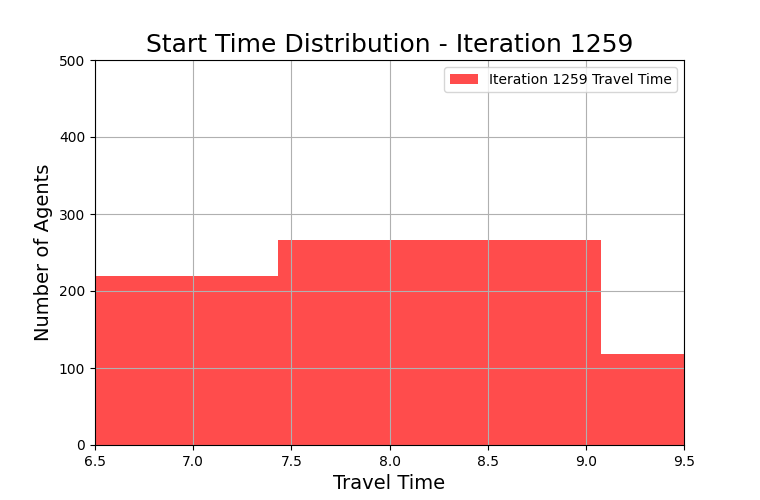 Start Time Distribution - Iteration 1259
500
400
300
200
100
0
Number of Agents
Iteration 1259 Travel Time
6.5 7.0 7.5 8.0 8.5 9.0 9.5
Travel Time